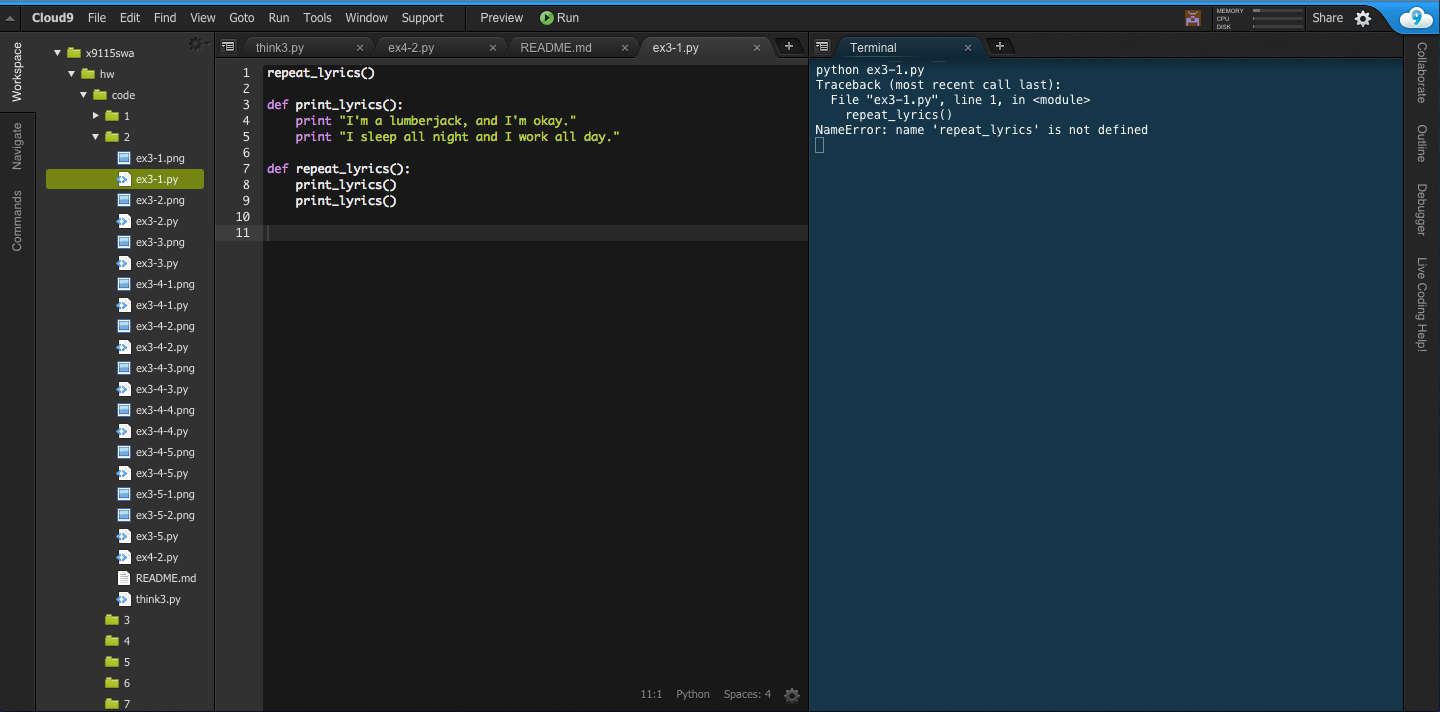 Cloud9 File Edit Find View Goto Run Tools Window Support Preview Run MEMORY CPU DISK Share 9
Workspace
Navigate
Commands
x9115swa
hw
code
1
2
ex3-1.png
ex3-1.py
ex3-2.png
ex3-2.py
ex3-3.png
ex3-3.py
ex3-4-1.png
ex3-4-1.py
ex3-4-2.png
ex3-4-2.py
ex3-4-3.png
ex3-4-3.py
ex3-4-4.png
ex3-4-4.py
ex3-4-5.png
ex3-4-5.py
ex3-5-1.png
ex3-5-2.png
ex3-5.py
ex4-2.py
README.md
think3.py
3
4
5
6
7
think3.py ex4-2.py README.md ex3-1.py
1 repeat_lyrics()
2
3 def print_lyrics():
4     print "I'm a lumberjack, and I'm okay."
5     print "I sleep all night and I work all day."
6
7 def repeat_lyrics():
8     print_lyrics()
9     print_lyrics()
10
11
11:1 Python Spaces: 4
Terminal
python ex3-1.py
Traceback (most recent call last):
  File "ex3-1.py", line 1, in <module>
    repeat_lyrics()
NameError: name 'repeat_lyrics' is not defined
Collaborate
Outline
Debugger
Live Coding Help!